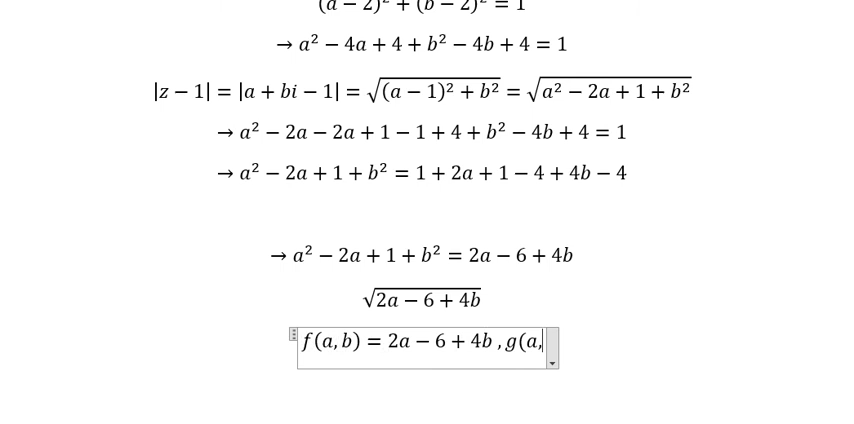 (a − 2)² + (b − 2)² = 1
→ a² − 4a + 4 + b² − 4b + 4 = 1
|z − 1| = |a + bi − 1| = √(a − 1)² + b² = √a² − 2a + 1 + b²
→ a² − 2a − 2a + 1 − 1 + 4 + b² − 4b + 4 = 1
→ a² − 2a + 1 + b² = 1 + 2a + 1 − 4 + 4b − 4
→ a² − 2a + 1 + b² = 2a − 6 + 4b
√2a − 6 + 4b
f(a, b) = 2a − 6 + 4b , g(a,